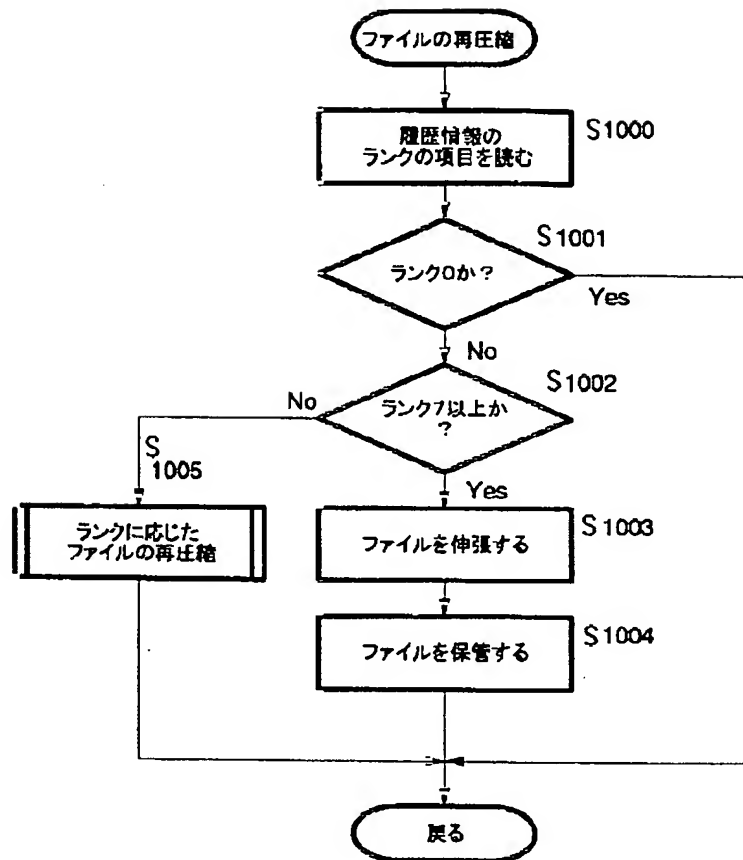 ファイルの再圧縮
履歴情報の
ランクの項目を読む
S1000
S1001
ランク0か?
Yes
No
S1002
ランク7以上か
?
No
Yes
S
1005
ランクに応じた
ファイルの再圧縮
ファイルを伸張する
S1003
ファイルを保管する
S1004
戻る